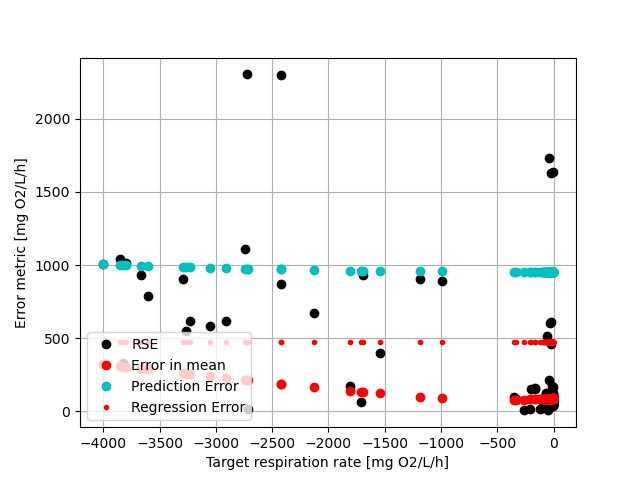 Error metric [mg O2/L/h]
2000
1500
1000
500
0
RSE
Error in mean
Prediction Error
Regression Error
−4000 −3500 −3000 −2500 −2000 −1500 −1000 −500 0
Target respiration rate [mg O2/L/h]